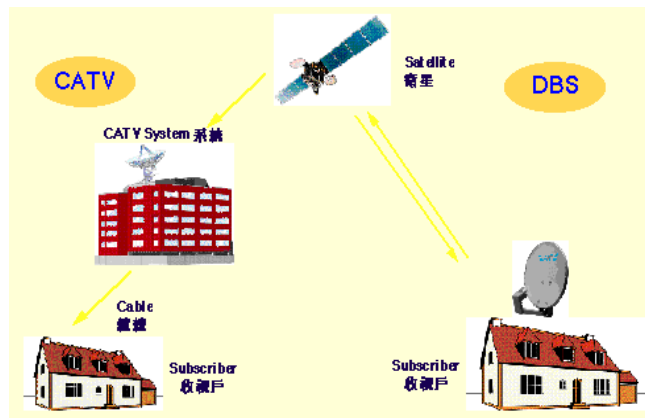 CATV
Satellite
衛星
DBS
CATV System 系統
Cable
纜線
Subscriber
收視戶
Subscriber
收視戶